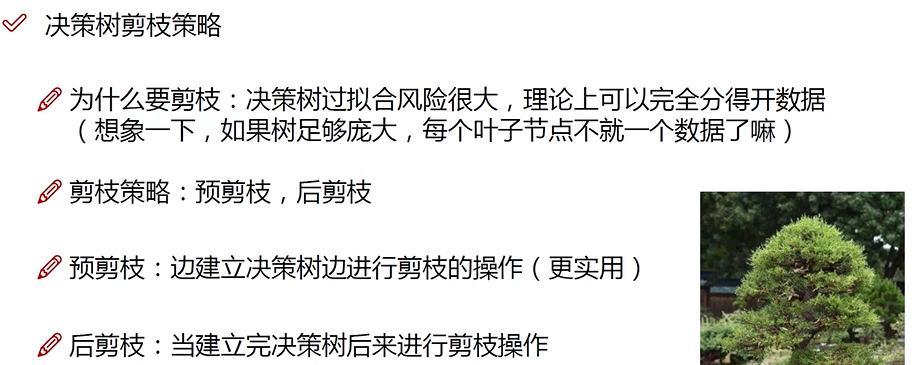 决策树剪枝策略
为什么要剪枝：决策树过拟合风险很大，理论上可以完全分得开数据
（想象一下，如果树足够庞大，每个叶子节点不就一个数据了嘛）
剪枝策略：预剪枝，后剪枝
预剪枝：边建立决策树边进行剪枝的操作（更实用）
后剪枝：当建立完决策树后来进行剪枝操作